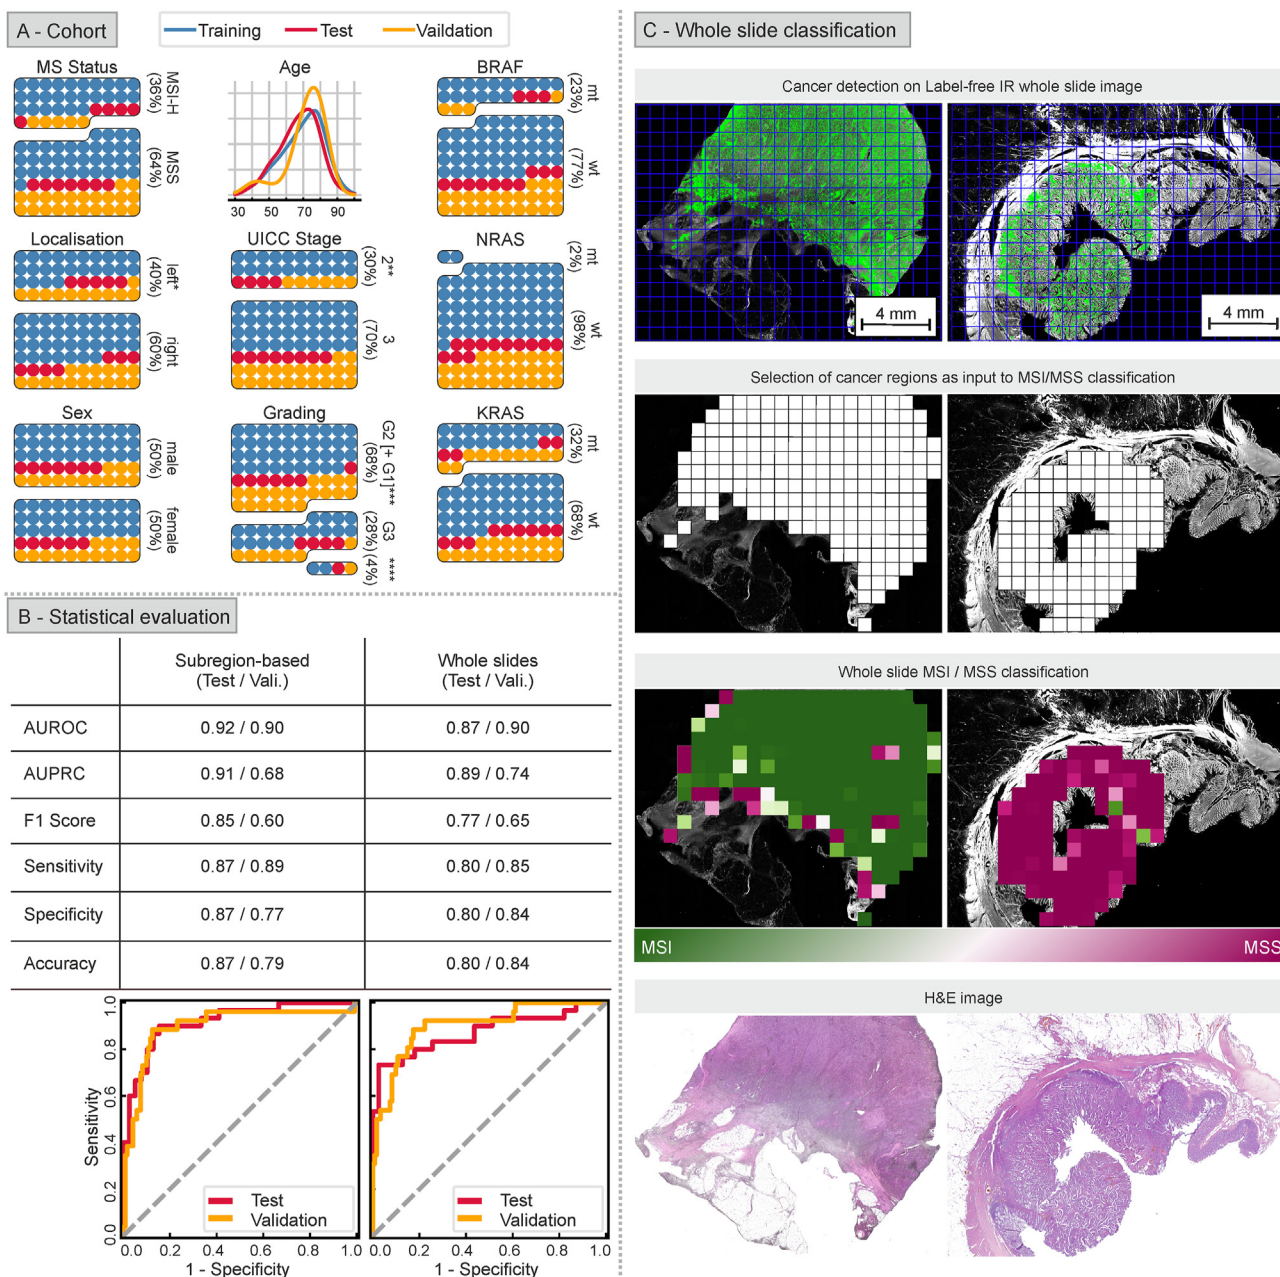 A - Cohort
Training
Test
Vaildation
MS Status
MSI-H
(36%)
MSS
(64%)
Age
30 50 70 90
BRAF
mt
(23%)
wt
(77%)
Localisation
left*
(40%)
right
(60%)
UICC Stage
2**
(30%)
3
(70%)
NRAS
mt
(2%)
wt
(98%)
Sex
male
(50%)
female
(50%)
Grading
G2 [+ G1]***
(68%)
G3
(28%)
****
(4%)
KRAS
mt
(32%)
wt
(68%)
B - Statistical evaluation
Subregion-based
(Test / Vali.)
Whole slides
(Test / Vali.)
AUROC 0.92 / 0.90 0.87 / 0.90
AUPRC 0.91 / 0.68 0.89 / 0.74
F1 Score 0.85 / 0.60 0.77 / 0.65
Sensitivity 0.87 / 0.89 0.80 / 0.85
Specificity 0.87 / 0.77 0.80 / 0.84
Accuracy 0.87 / 0.79 0.80 / 0.84
Sensitivity
0.0 0.2 0.4 0.6 0.8 1.0
Test
Validation
0.0 0.2 0.4 0.6 0.8 1.0
1 - Specificity
Test
Validation
0.0 0.2 0.4 0.6 0.8 1.0
1 - Specificity
C - Whole slide classification
Cancer detection on Label-free IR whole slide image
4 mm
4 mm
Selection of cancer regions as input to MSI/MSS classification
Whole slide MSI / MSS classification
MSI
MSS
H&E image